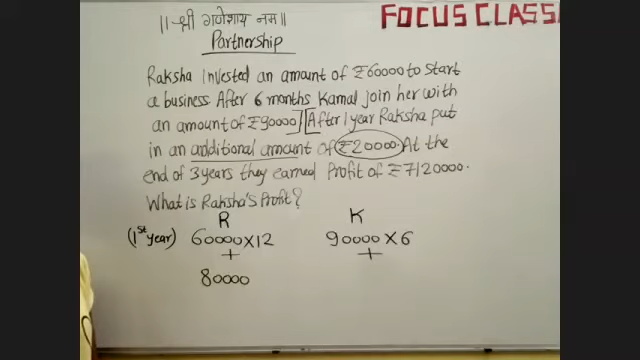 ||श्री गणेशाय नमः||
FOCUS CLASS
Partnership
Raksha invested an amount of ₹60000 to start
a business After 6 months Kamal join her with
an amount of ₹90000] [After 1 year Raksha put
in an additional amount of ₹20000. At the
end of 3 years they earned Profit of ₹7120000.
What is Raksha's Profit?
R K
(1st year) 60000 X 12 90000 X 6
+ +
80000